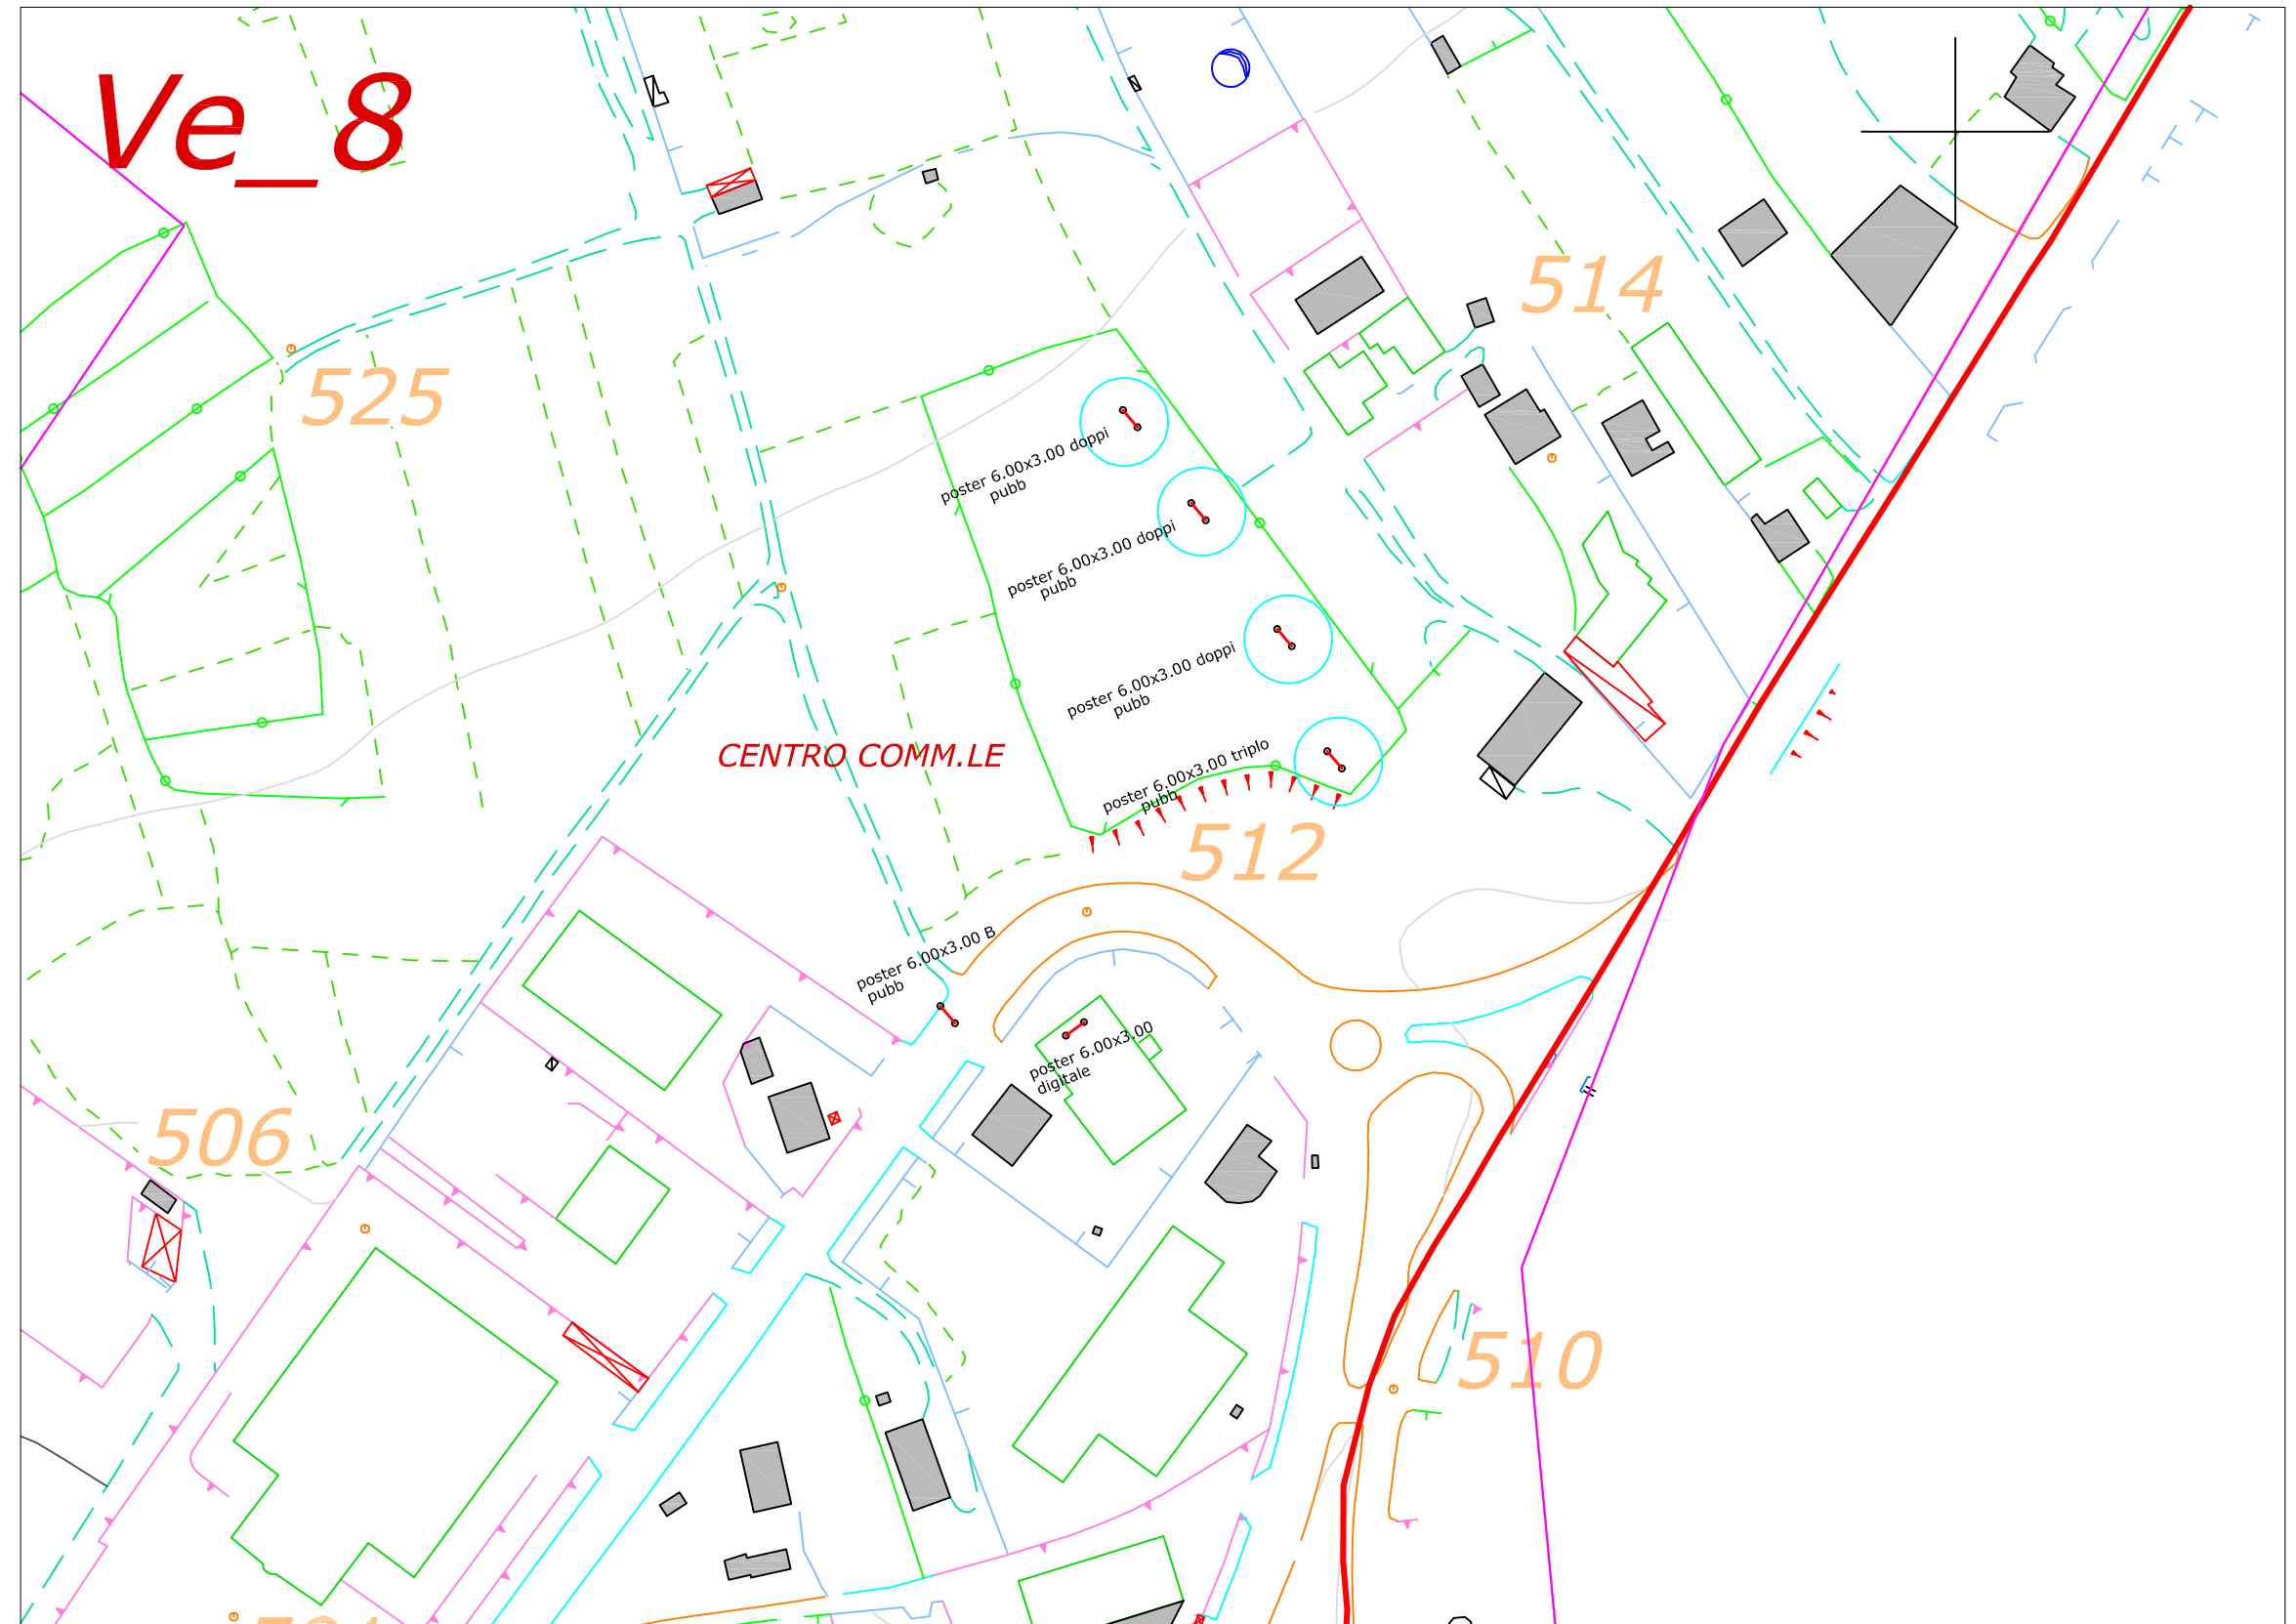 Ve_8
514
525
poster 6.00x3.00 doppi
pubb
poster 6.00x3.00 doppi
pubb
poster 6.00x3.00 doppi
pubb
CENTRO COMM.LE
poster 6.00x3.00 triplo
pubb
512
poster 6.00x3.00 B
pubb
poster 6.00x3.00
digitale
506
510